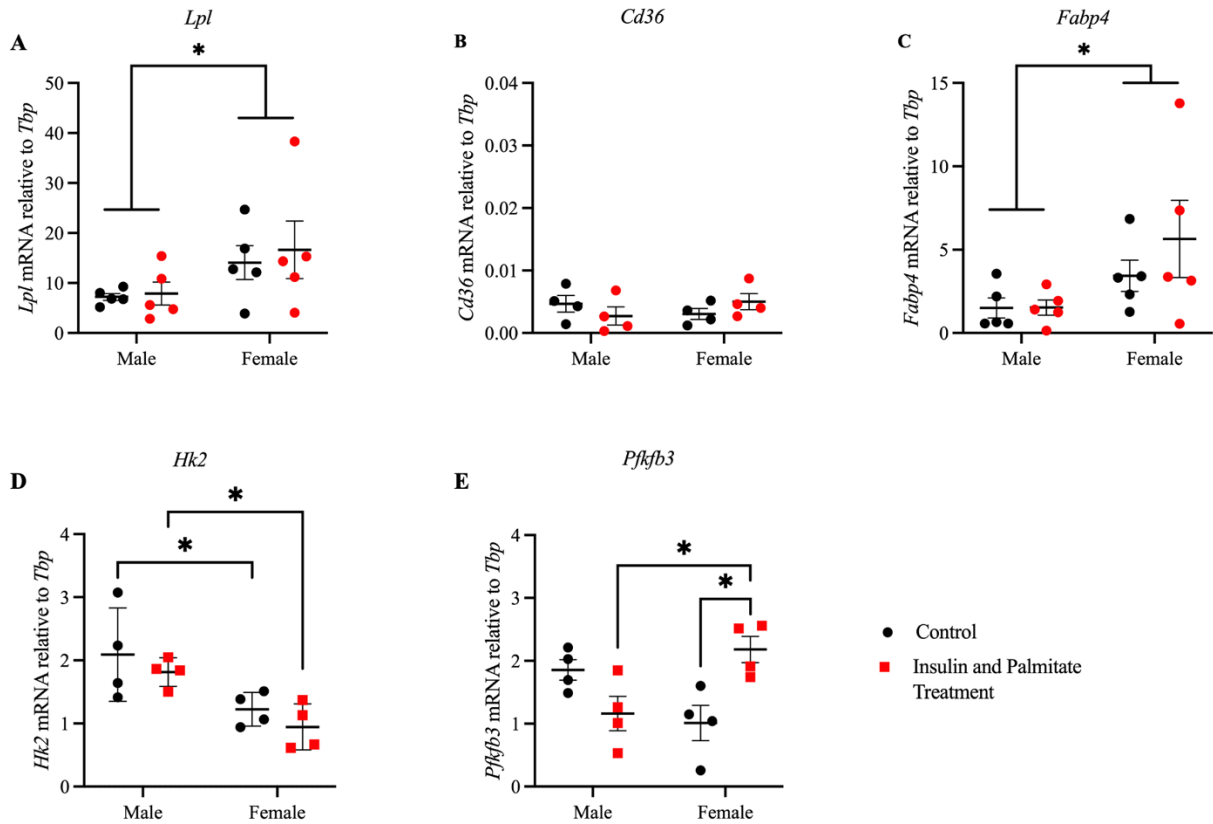 Lpl
Cd36
Fabp4
A
B
C
*
*
Lpl mRNA relative to Tbp
50
40
30
20
10
0
Male
Female
Cd36 mRNA relative to Tbp
0.04
0.03
0.02
0.01
0.00
Male
Female
Fabp4 mRNA relative to Tbp
15
10
5
0
Male
Female
Hk2
Pfkfb3
D
E
*
*
Hk2 mRNA relative to Tbp
4
3
2
1
0
Male
Female
*
*
Pfkfb3 mRNA relative to Tbp
4
3
2
1
0
Male
Female
Control
Insulin and Palmitate
Treatment